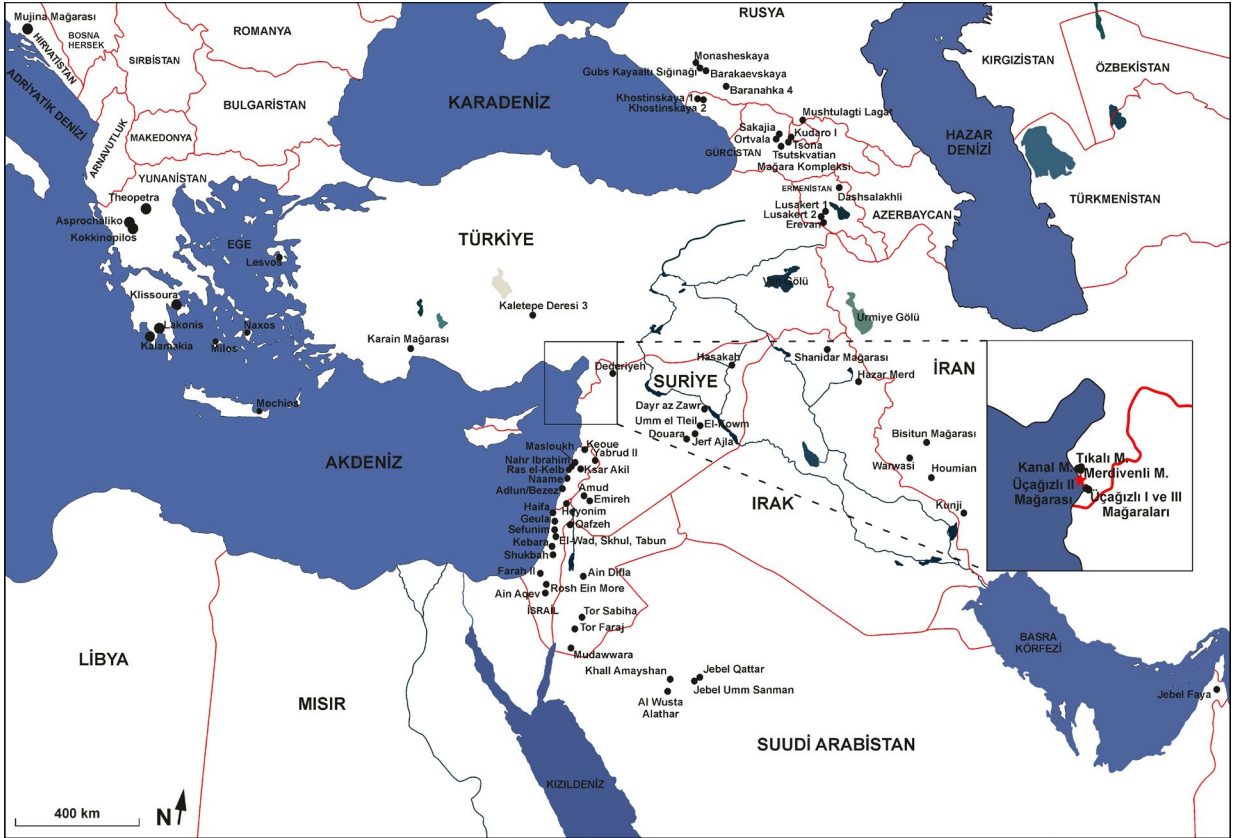 Mujina Mağarası
BOSNA
HERSEK
HIRVATİSTAN
ADRİYATİK DENİZİ
SIRBİSTAN
ROMANYA
BULGARİSTAN
MAKEDONYA
ARNAVUTLUK
YUNANİSTAN
Theopetra
Asprochaliko
Kokkinopilos
EGE
Lesvos
Klissoura
Lakonis
Kalamakia
Naxos
Milos
Mochios
KARADENİZ
RUSYA
Monasheskaya
Gubs Kayaaltı Sığınağı
Barakaevskaya
Baranahka 4
Khostinskaya 1
Khostinskaya 2
Mushtulagti Lagat
Sakajia
Ortvala
Kudaro I
Tsona
GÜRCİSTAN
Tsutskvatian
Mağara Kompleksi
ERMENİSTAN
Dashsalakhli
Lusakert 1
Lusakert 2
Erevan
AZERBAYCAN
HAZAR
DENİZİ
KIRGIZİSTAN
ÖZBEKİSTAN
TÜRKMENİSTAN
TÜRKİYE
Kaletepe Deresi 3
Karain Mağarası
Van Gölü
Urmiye Gölü
Dederiyeh
Hasakah
SURİYE
Shanidar Mağarası
Hazar Merd
İRAN
Dayr az Zawr
Umm el Tleil
El-Kowm
Douara
Jerf Ajla
Bisitun Mağarası
Warwasi
Houmian
Kunji
IRAK
AKDENİZ
Masloukh
Keoue
Nahr Ibrahim
Yabrud II
Ras el-Kelb
Ksar Akil
Naame
Adlun/Bezez
Amud
Emireh
Haifa
Hayonim
Geula
Qafzeh
Sefunim
El-Wad, Skhul, Tabun
Kebara
Shukbah
Farah II
Ain Difla
Rosh Ein More
Ain Aqev
İSRAİL
Tor Sabiha
Tor Faraj
Mudawwara
Khall Amayshan
Jebel Qattar
Jebel Umm Sanman
Al Wusta
Alathar
Kanal M.
Tıkalı M.
Merdivenli M.
Üçağızlı II
Mağarası
Üçağızlı I ve III
Mağaraları
BASRA
KÖRFEZİ
Jebel Faya
LİBYA
MISIR
KIZILDENİZ
SUUDİ ARABİSTAN
400 km
N